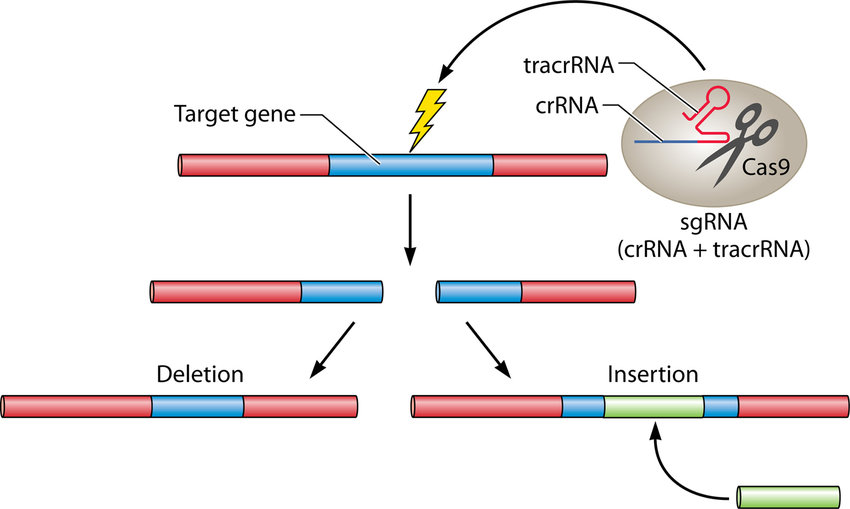 tracrRNA
crRNA
Target gene
Cas9
sgRNA
(crRNA + tracrRNA)
Deletion
Insertion